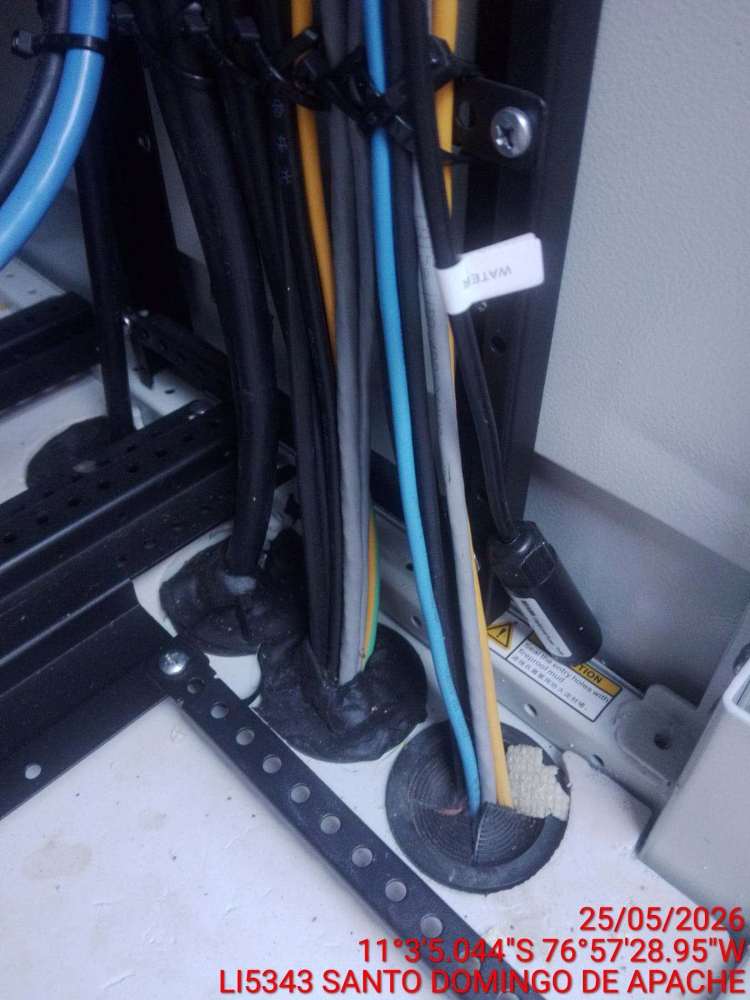 WATER
CAUTION
Seal the entry holes with
fireproof mud
25/05/2026
11°3'5.044"S 76°57'28.95"W
LI5343 SANTO DOMINGO DE APACHE